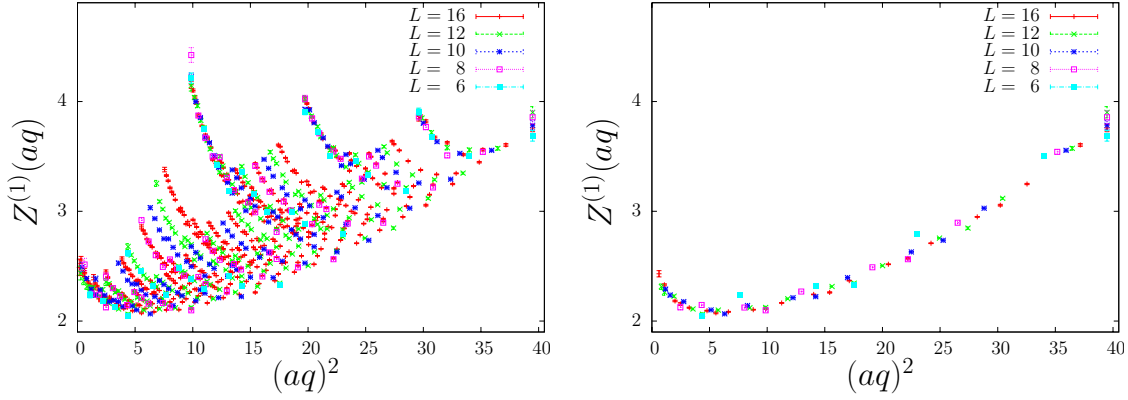 Z^{(1)}(aq)
4
3
2
0 5 10 15 20 25 30 35 40
(aq)^2
L = 16
L = 12
L = 10
L = 8
L = 6
Z^{(1)}(aq)
4
3
2
0 5 10 15 20 25 30 35 40
(aq)^2
L = 16
L = 12
L = 10
L = 8
L = 6